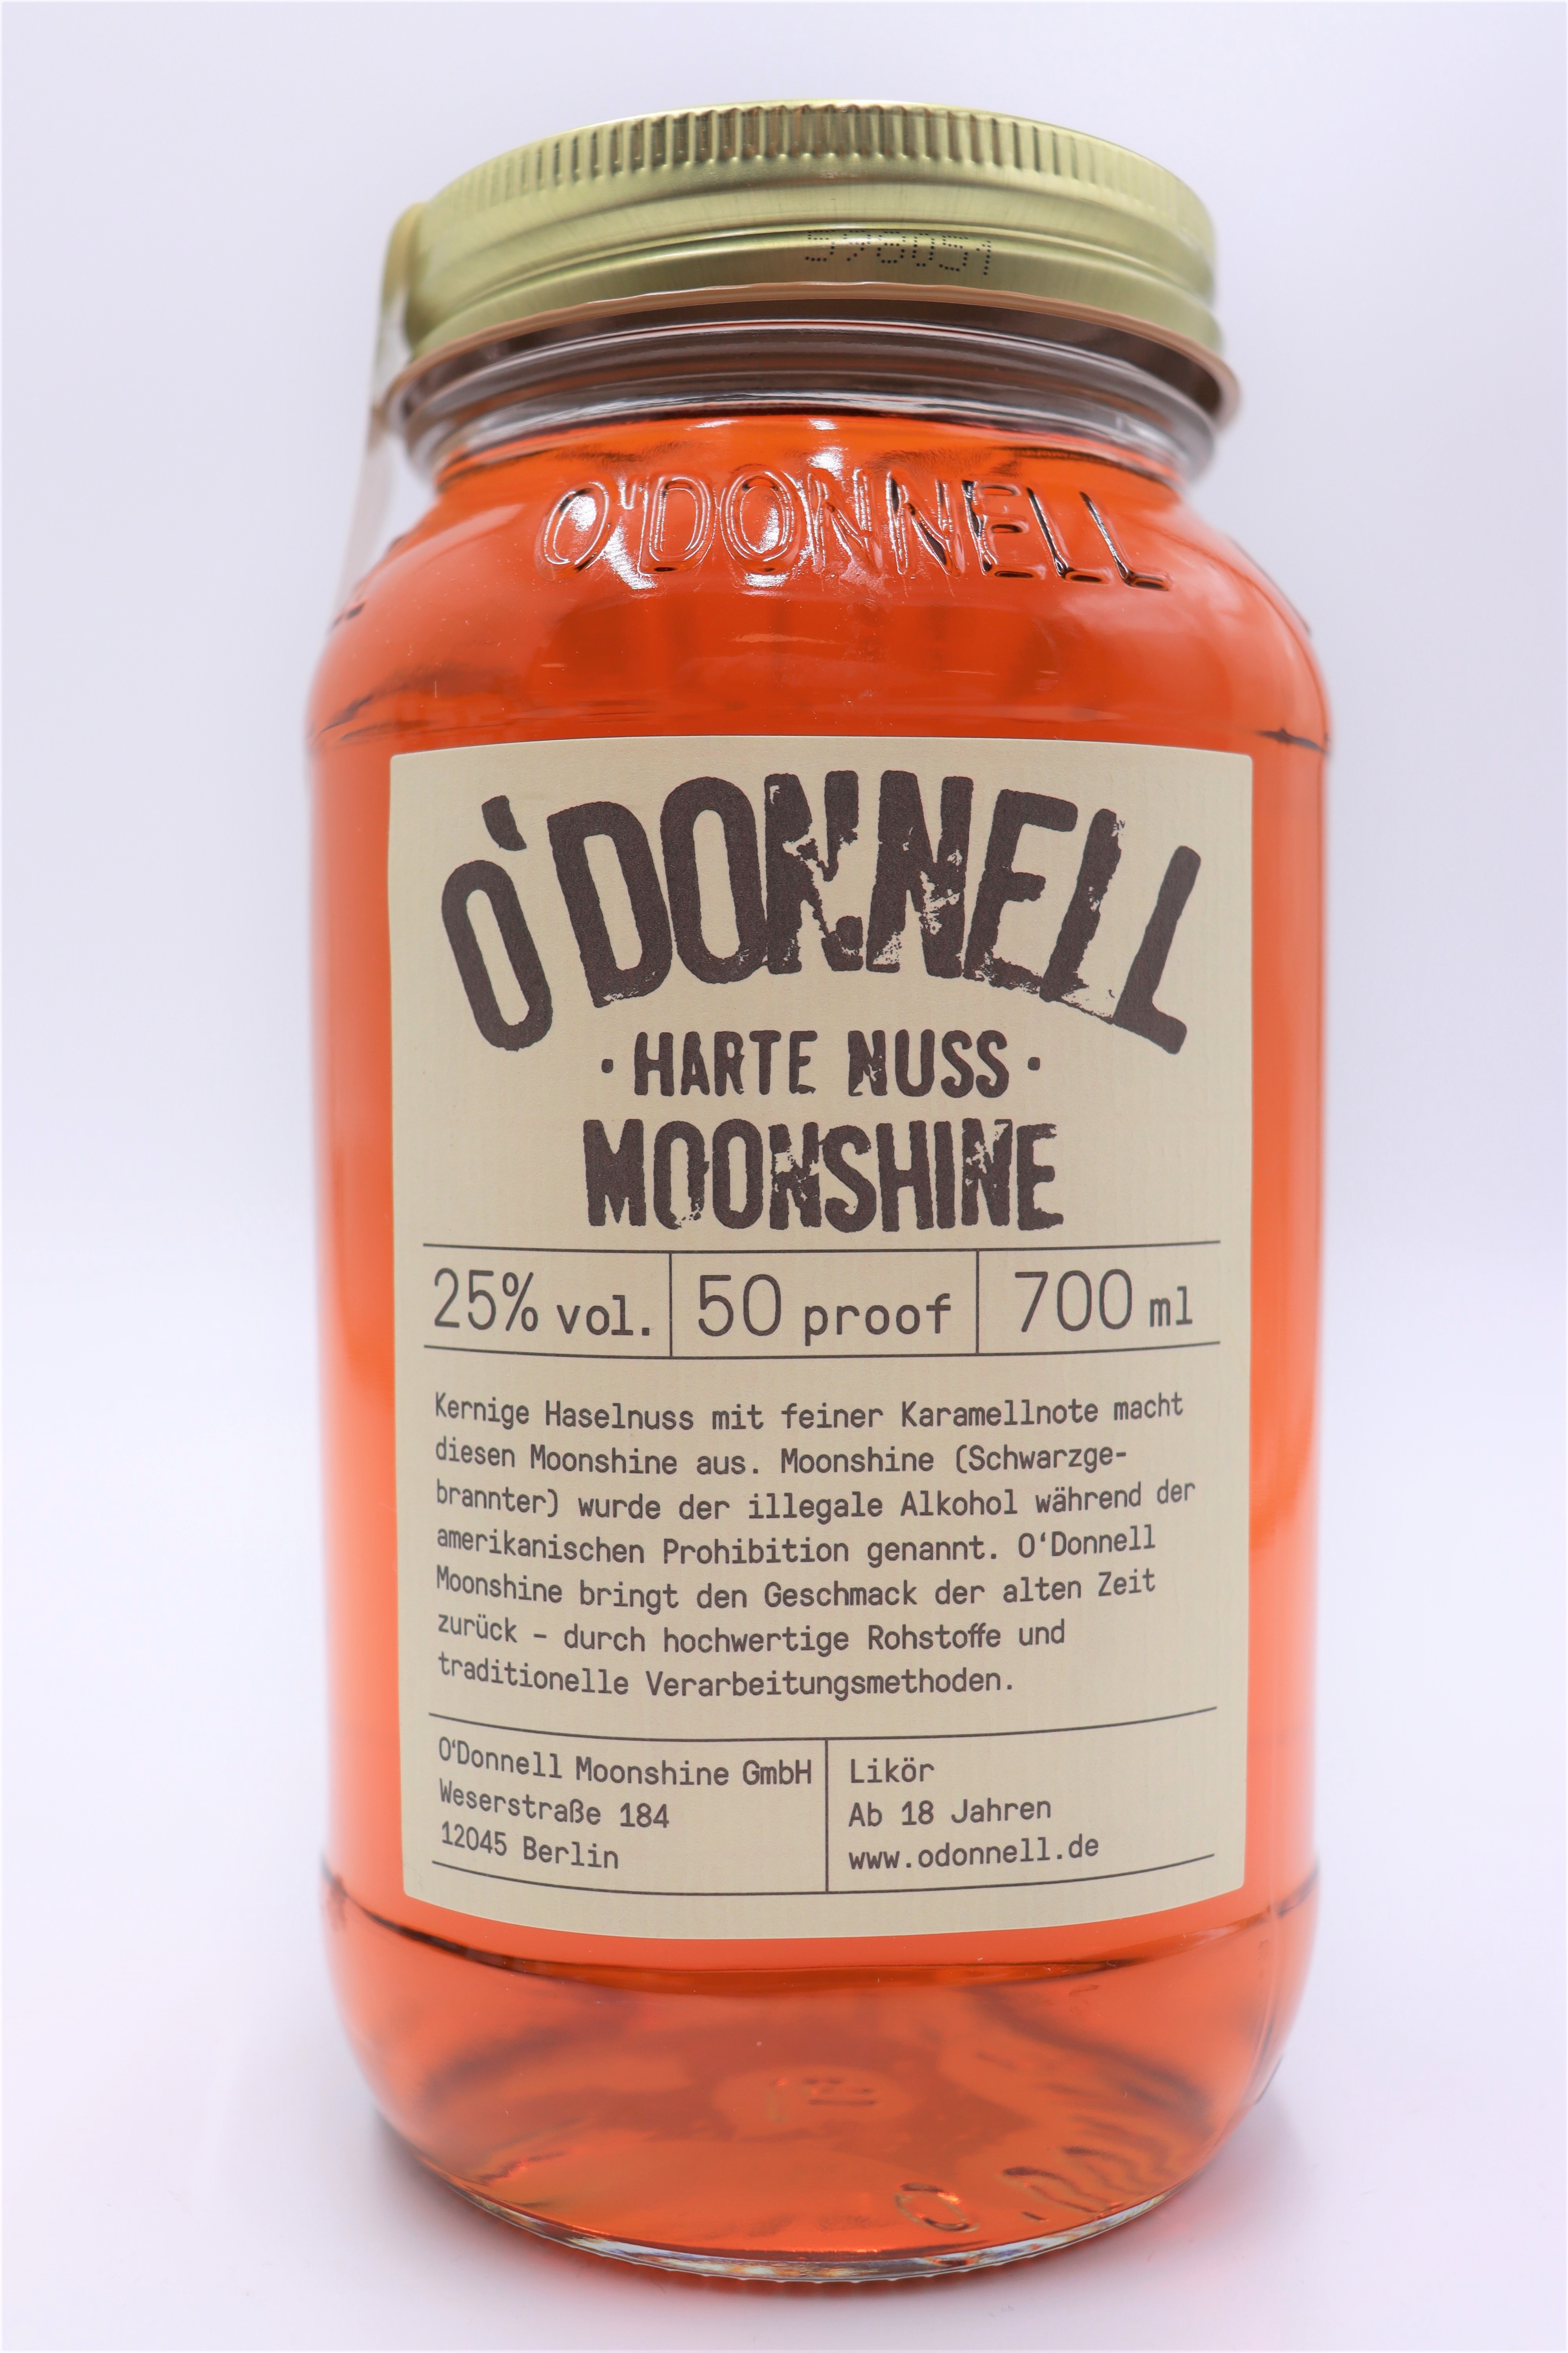 598051
O'DONNELL
O'DONNELL
· HARTE NUSS ·
MOONSHINE
25% vol. 50 proof 700 ml
Kernige Haselnuss mit feiner Karamellnote macht
diesen Moonshine aus. Moonshine (Schwarzge-
brannter) wurde der illegale Alkohol während der
amerikanischen Prohibition genannt. O‘Donnell
Moonshine bringt den Geschmack der alten Zeit
zurück – durch hochwertige Rohstoffe und
traditionelle Verarbeitungsmethoden.
O‘Donnell Moonshine GmbH
Weserstraße 184
12045 Berlin
Likör
Ab 18 Jahren
www.odonnell.de